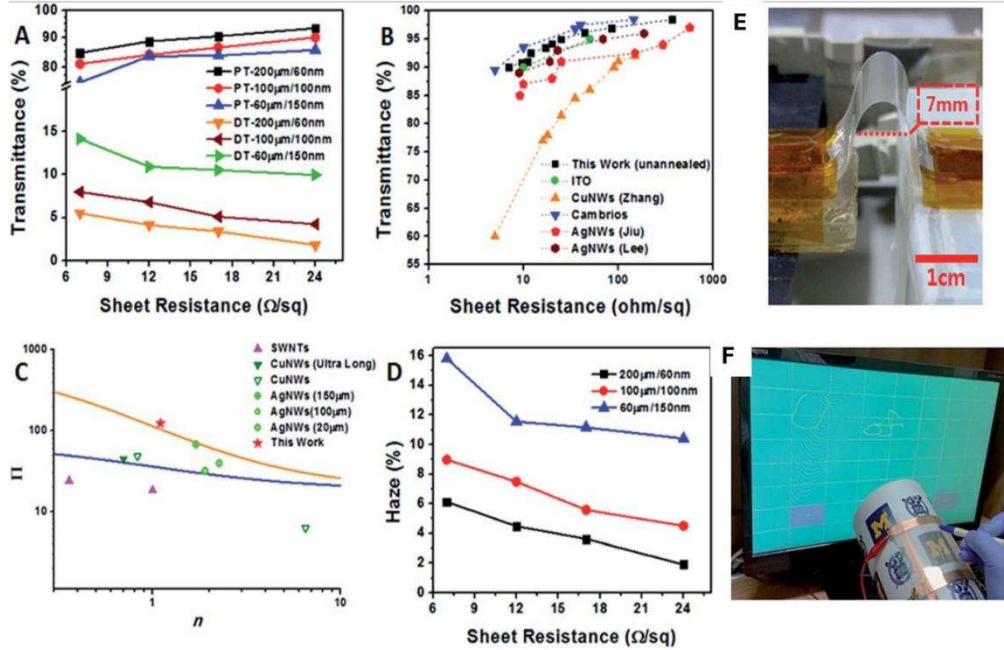 A
Transmittance (%)
100
95
90
85
80
15
10
5
0
PT-200μm/60nm
PT-100μm/100nm
PT-60μm/150nm
DT-200μm/60nm
DT-100μm/100nm
DT-60μm/150nm
6 9 12 15 18 21 24
Sheet Resistance (Ω/sq)
B
Transmittance (%)
100
95
90
85
80
75
70
65
60
55
This Work (unannealed)
ITO
CuNWs (Zhang)
Cambrios
AgNWs (Jiu)
AgNWs (Lee)
1 10 100 1000
Sheet Resistance (ohm/sq)
E
7mm
1cm
C
Π
1000
100
10
SWNTs
CuNWs (Ultra Long)
CuNWs
AgNWs (150μm)
AgNWs(100μm)
AgNWs (20μm)
This Work
1 10
n
D
Haze (%)
16
14
12
10
8
6
4
2
0
200μm/60nm
100μm/100nm
60μm/150nm
6 9 12 15 18 21 24
Sheet Resistance (Ω/sq)
F
M
M